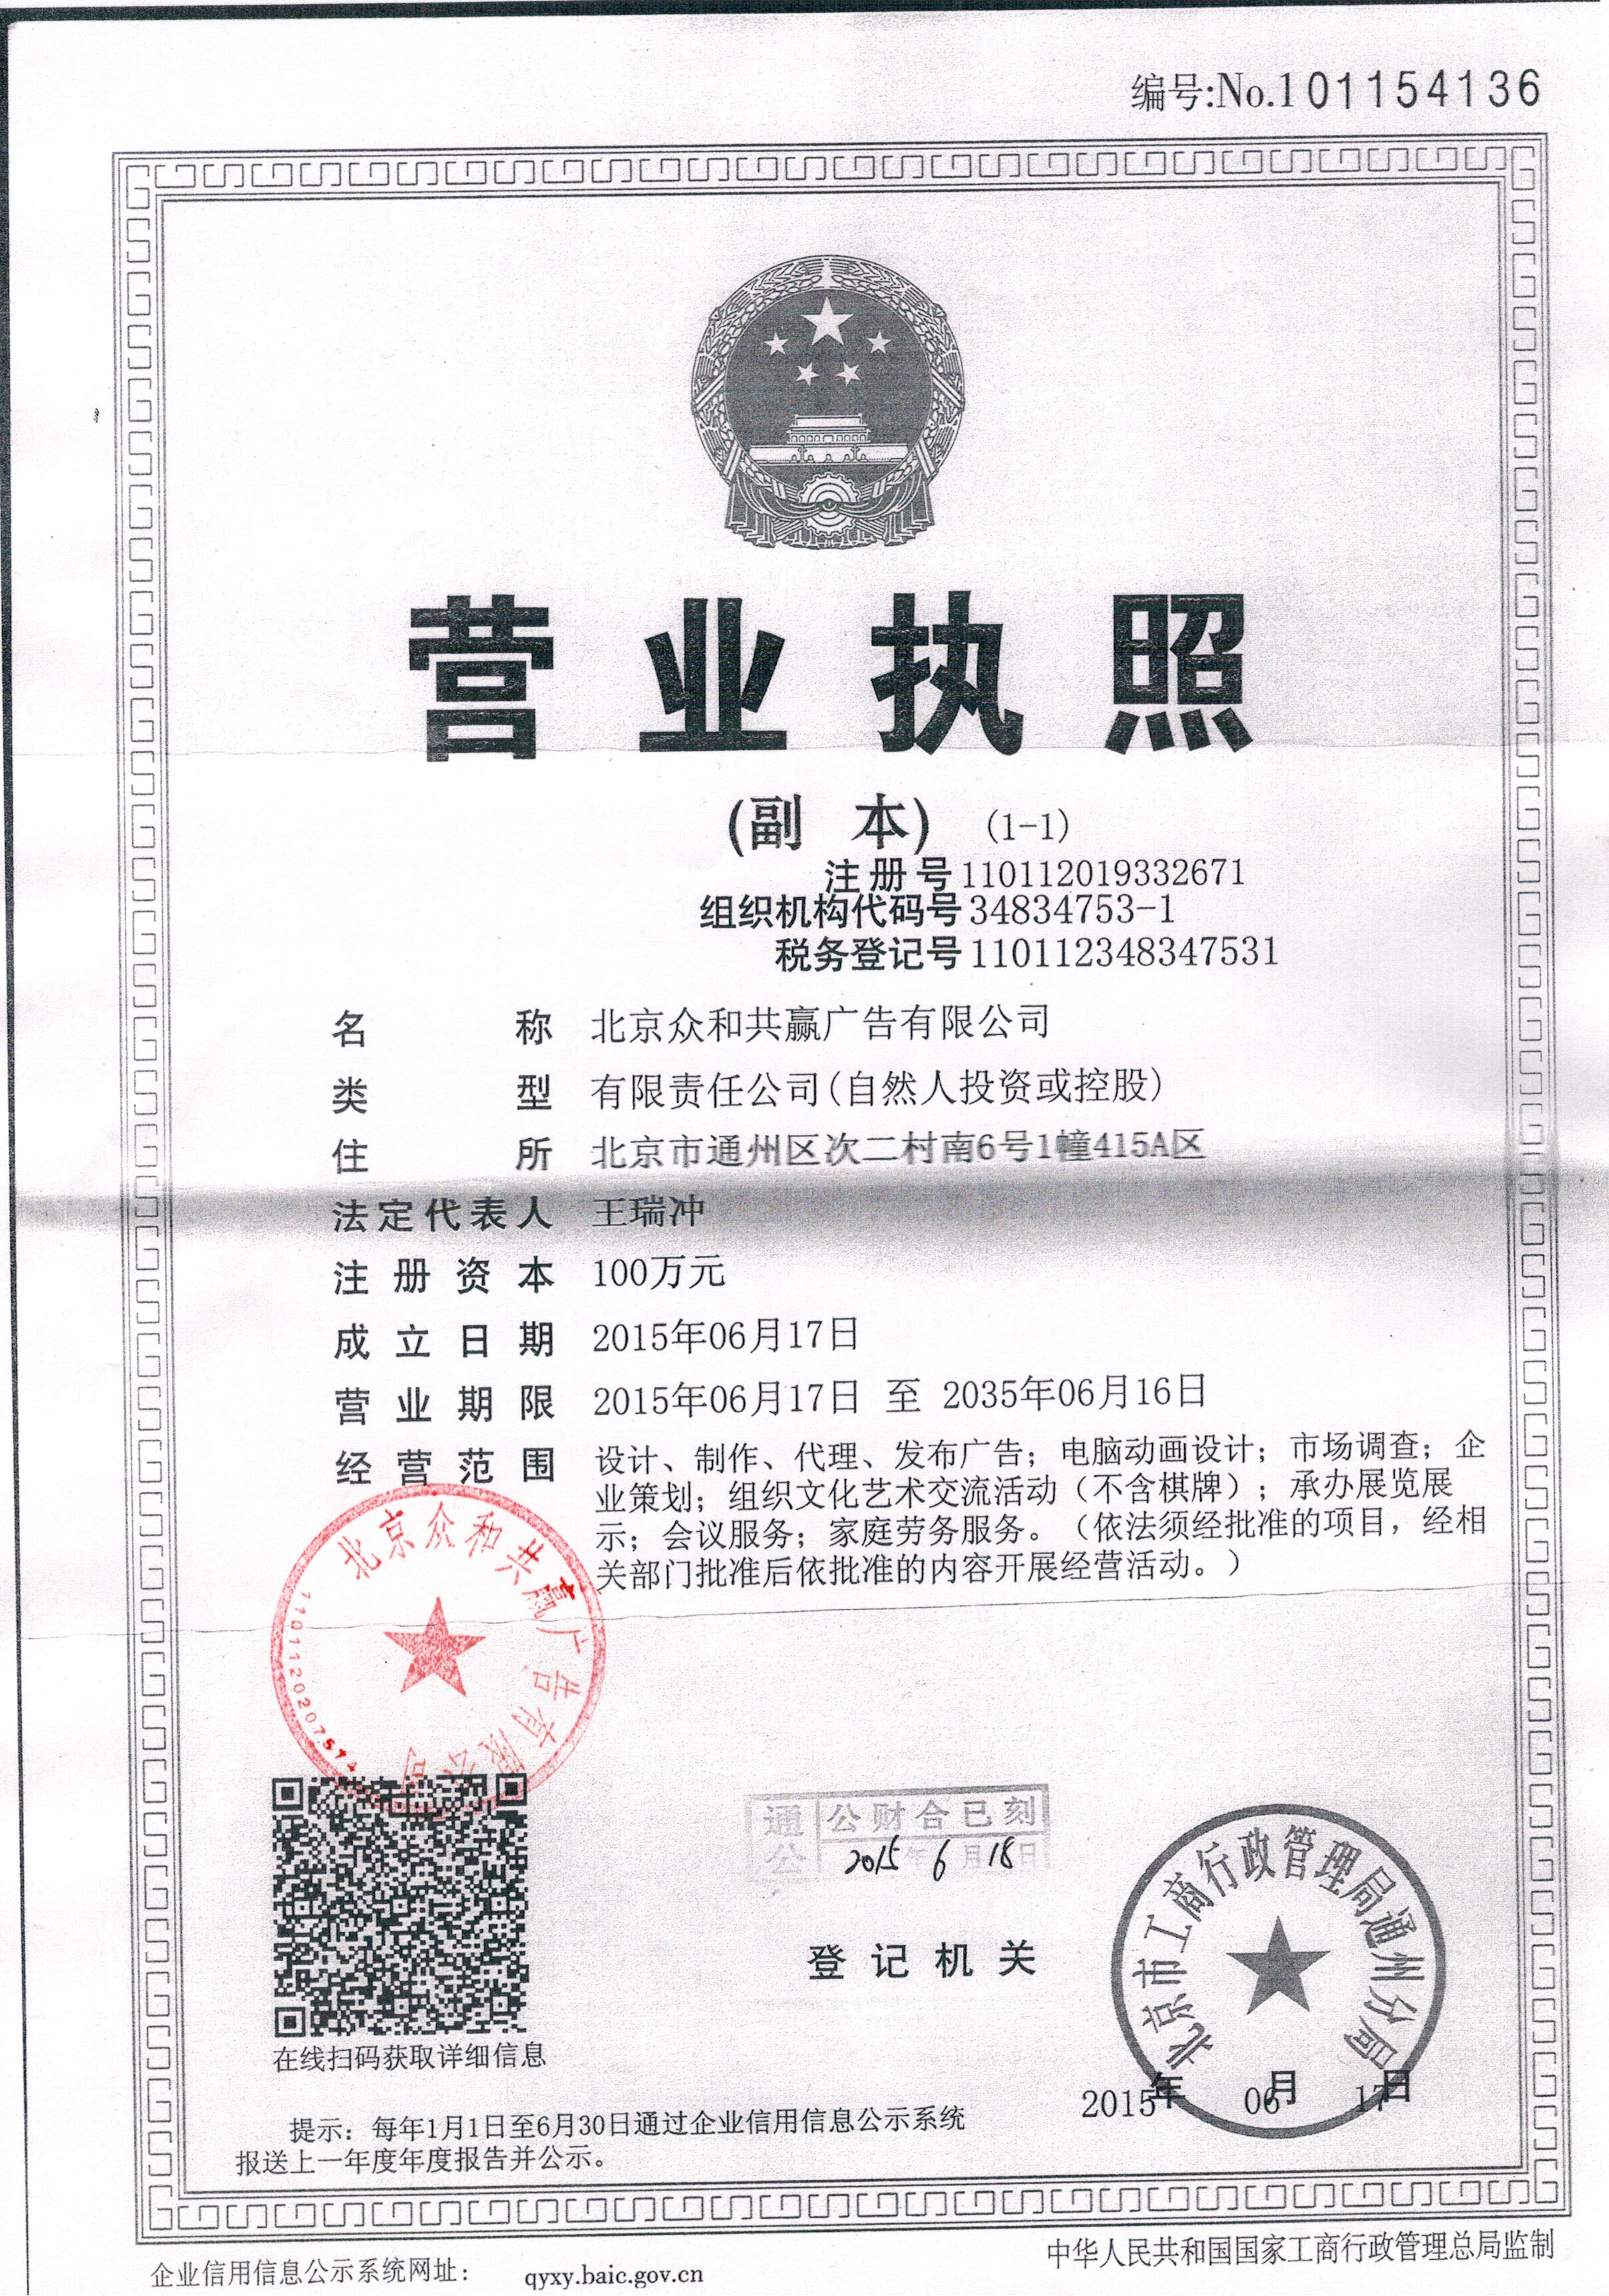 编号:No.101154136
营业执照
(副本) (1-1)
注册号110112019332671
组织机构代码号34834753-1
税务登记号110112348347531
名称 北京众和共赢广告有限公司
类型 有限责任公司(自然人投资或控股)
住所 北京市通州区次二村南6号1幢415A区
法定代表人 王瑞冲
注册资本 100万元
成立日期 2015年06月17日
营业期限 2015年06月17日 至 2035年06月16日
经营范围 设计、制作、代理、发布广告；电脑动画设计；市场调查；企
业策划；组织文化艺术交流活动（不含棋牌）；承办展览展
示；会议服务；家庭劳务服务。（依法须经批准的项目，经相
关部门批准后依批准的内容开展经营活动。）
北京众和共赢广告有限公司
通 公财合已刻
公 2015年6月18日
登记机关
北京市工商行政管理局通州分局
2015年 06月 17日
在线扫码获取详细信息
提示：每年1月1日至6月30日通过企业信用信息公示系统
报送上一年度年度报告并公示。
企业信用信息公示系统网址： qyxy.baic.gov.cn
中华人民共和国国家工商行政管理总局监制